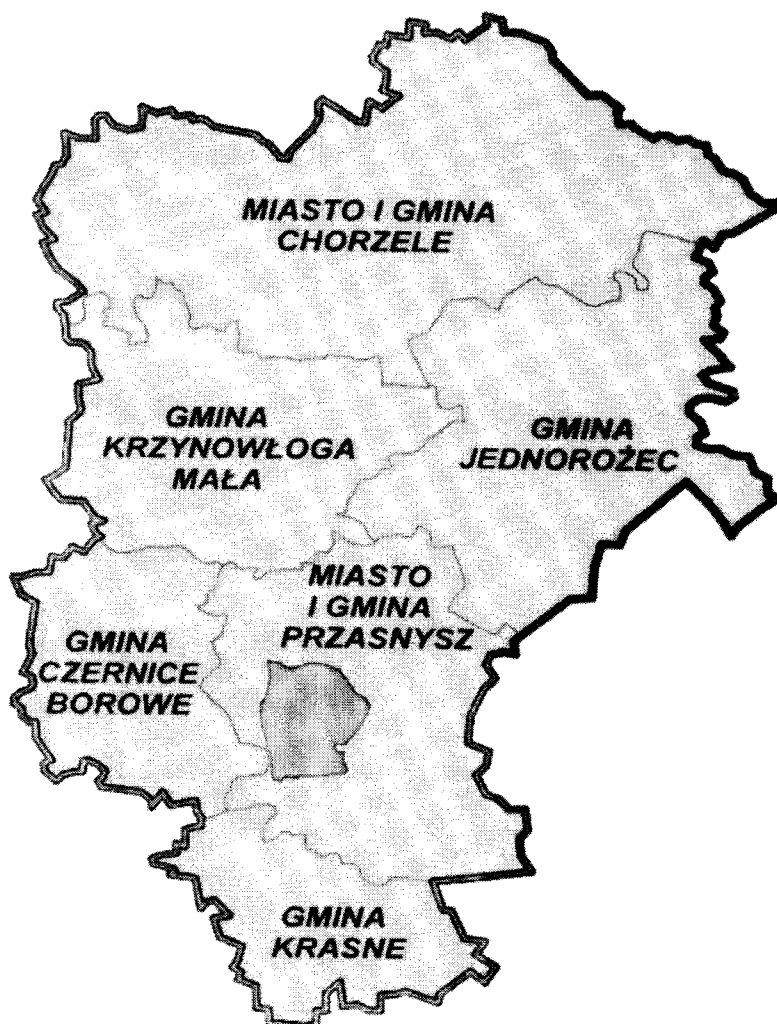 MIASTO I GMINA
CHORZELE
GMINA
KRZYNOWŁOGA
MAŁA
GMINA
JEDNOROŻEC
MIASTO
I GMINA
PRZASNYSZ
GMINA
CZERNICE
BOROWE
GMINA
KRASNE